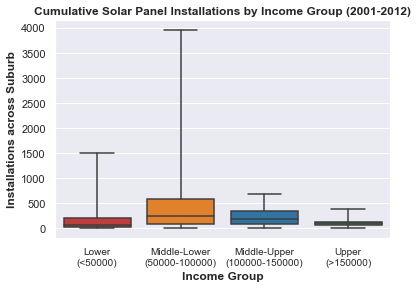 Cumulative Solar Panel Installations by Income Group (2001-2012)
Installations across Suburb
4000
3500
3000
2500
2000
1500
1000
500
0
Lower
(<50000)
Middle-Lower
(50000-100000)
Middle-Upper
(100000-150000)
Upper
(>150000)
Income Group